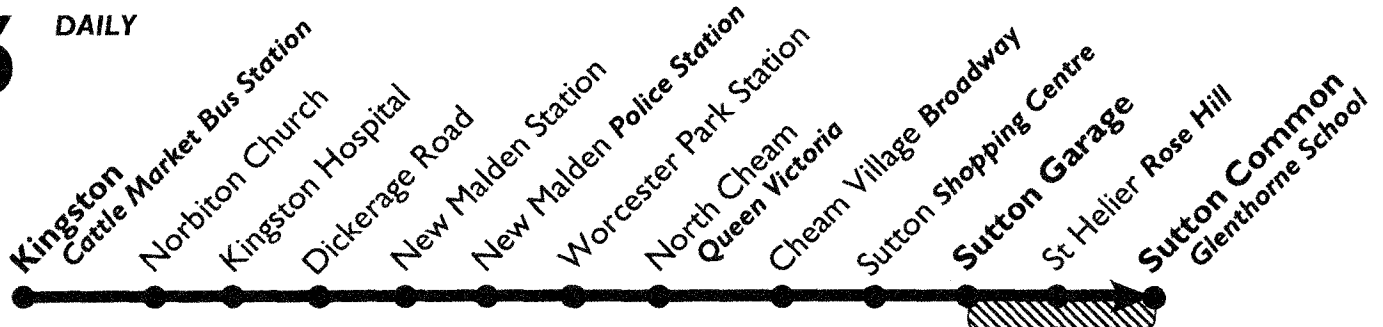 DAILY
Kingston
Cattle Market Bus Station
Norbiton Church
Kingston Hospital
Dickerage Road
New Malden Station
New Malden Police Station
Worcester Park Station
North Cheam
Queen Victoria
Cheam Village Broadway
Sutton Shopping Centre
Sutton Garage
St Helier Rose Hill
Sutton Common
Glenthorne School